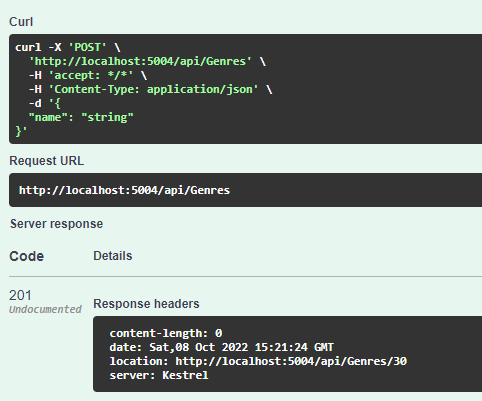 Curl
curl -X 'POST' \
'http://localhost:5004/api/Genres' \
-H 'accept: */*' \
-H 'Content-Type: application/json' \
-d '{
"name": "string"
}'
Request URL
http://localhost:5004/api/Genres
Server response
Code Details
201
Undocumented
Response headers
content-length: 0
date: Sat,08 Oct 2022 15:21:24 GMT
location: http://localhost:5004/api/Genres/30
server: Kestrel